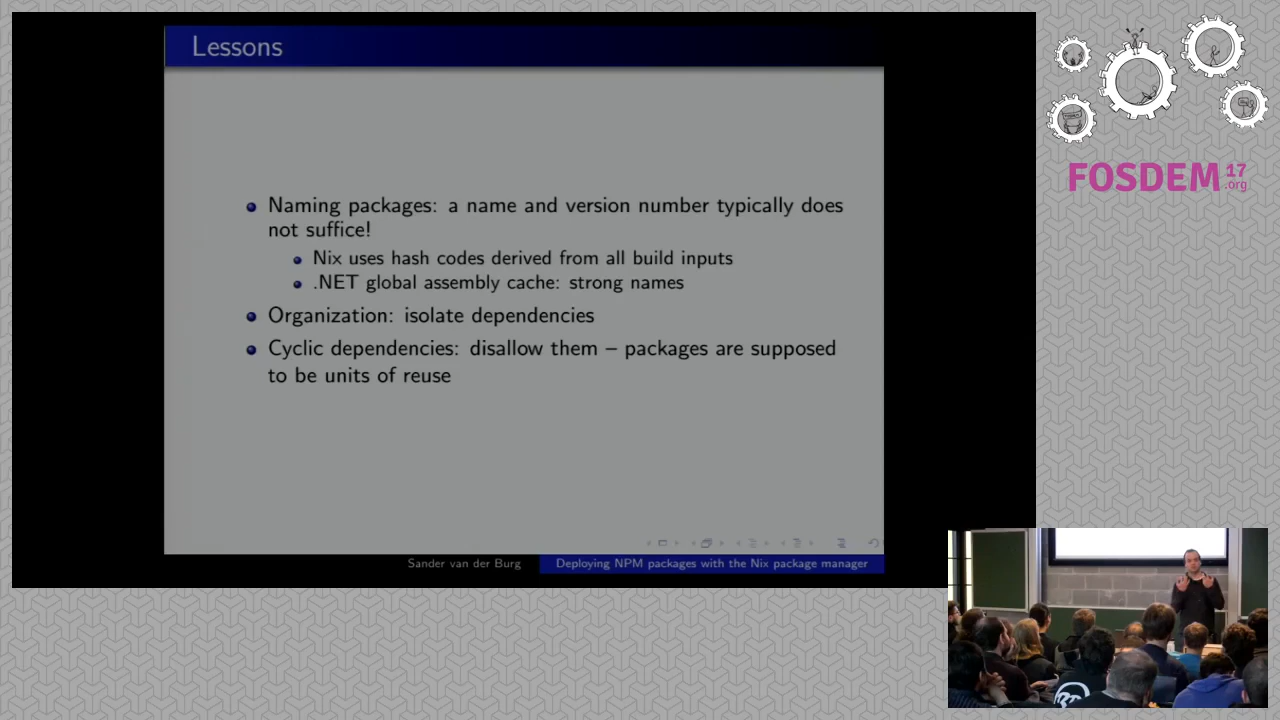 Lessons
Naming packages: a name and version number typically does
not suffice!
Nix uses hash codes derived from all build inputs
.NET global assembly cache: strong names
Organization: isolate dependencies
Cyclic dependencies: disallow them – packages are supposed
to be units of reuse
Sander van der Burg
Deploying NPM packages with the Nix package manager
FOSDEM 17
.org